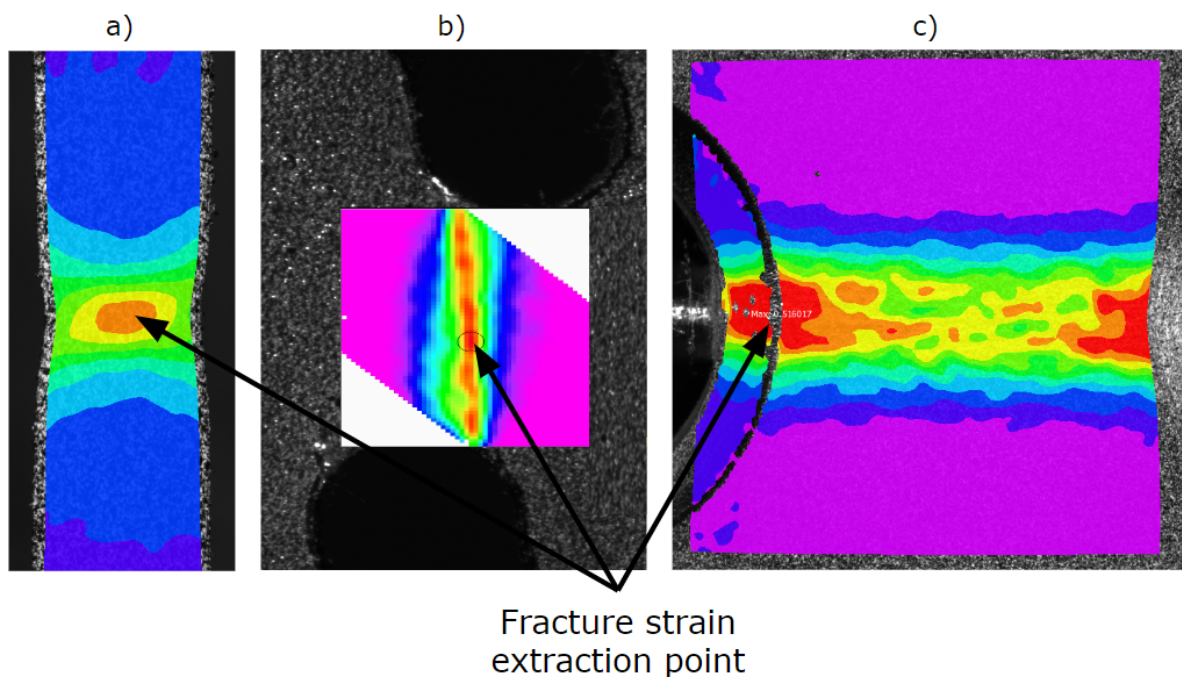 a)
b)
c)
Max: 0.516017
Fracture strain
extraction point